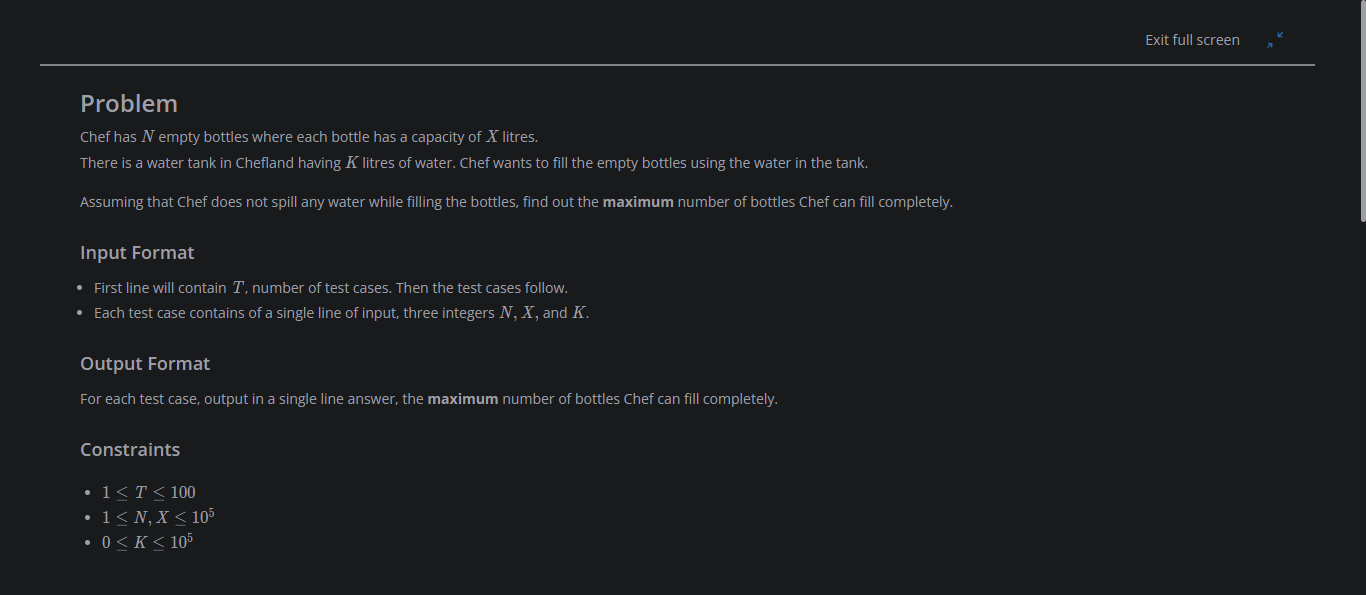 Exit full screen
Problem
Chef has N empty bottles where each bottle has a capacity of X litres.
There is a water tank in Chefland having K litres of water. Chef wants to fill the empty bottles using the water in the tank.
Assuming that Chef does not spill any water while filling the bottles, find out the maximum number of bottles Chef can fill completely.
Input Format
• First line will contain T, number of test cases. Then the test cases follow.
• Each test case contains of a single line of input, three integers N, X, and K.
Output Format
For each test case, output in a single line answer, the maximum number of bottles Chef can fill completely.
Constraints
• 1 ≤ T ≤ 100
• 1 ≤ N, X ≤ 10⁵
• 0 ≤ K ≤ 10⁵